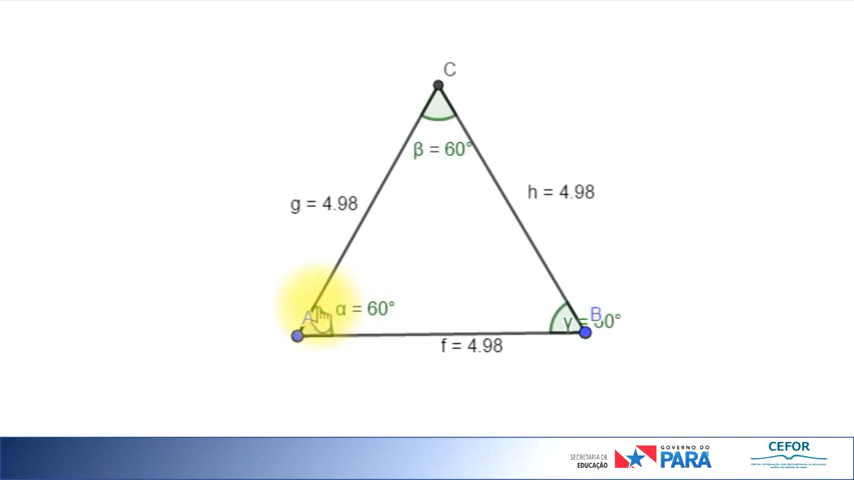 C
β = 60°
g = 4.98
h = 4.98
A
α = 60°
B
f = 4.98
SECRETARIA DE
EDUCAÇÃO
GOVERNO DO
PARÁ
CEFOR